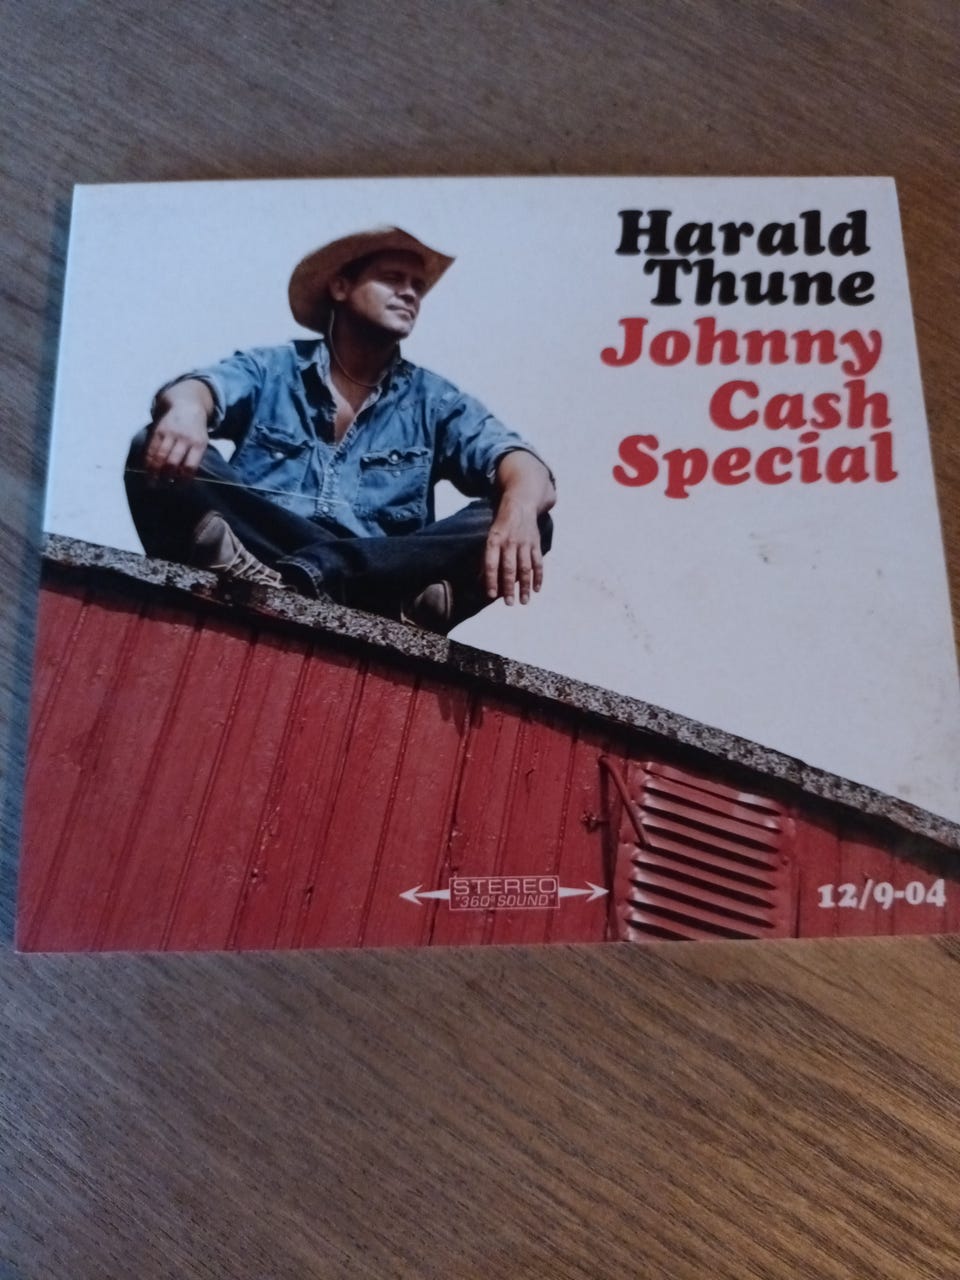 Harald
Thune
Johnny
Cash
Special
STEREO
"360° SOUND"
12/9-04